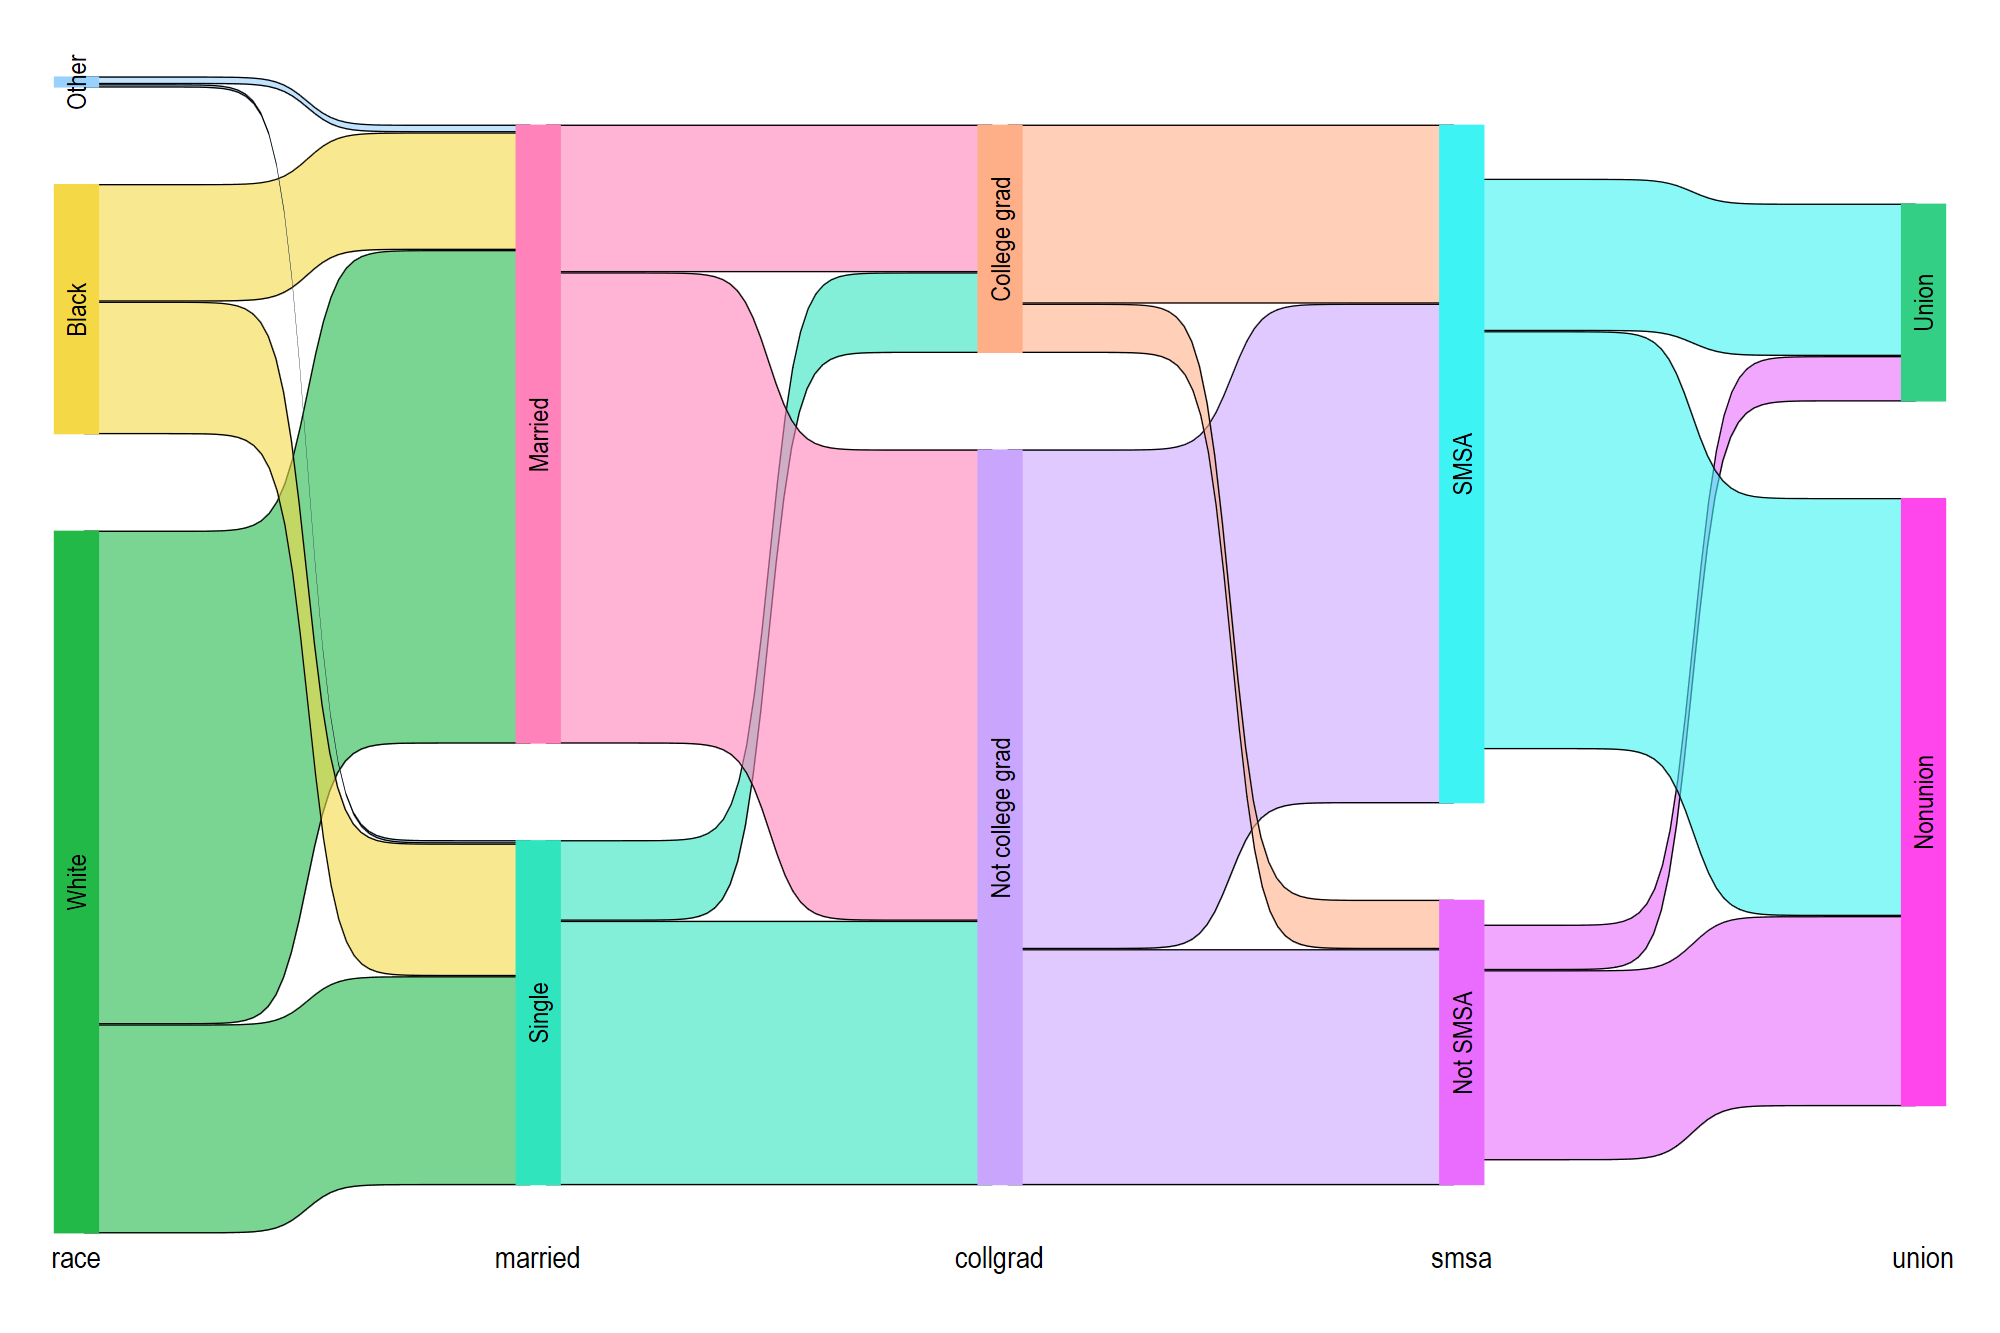 Other
Black
White
Married
Single
College grad
Not college grad
SMSA
Not SMSA
Union
Nonunion
race
married
collgrad
smsa
union